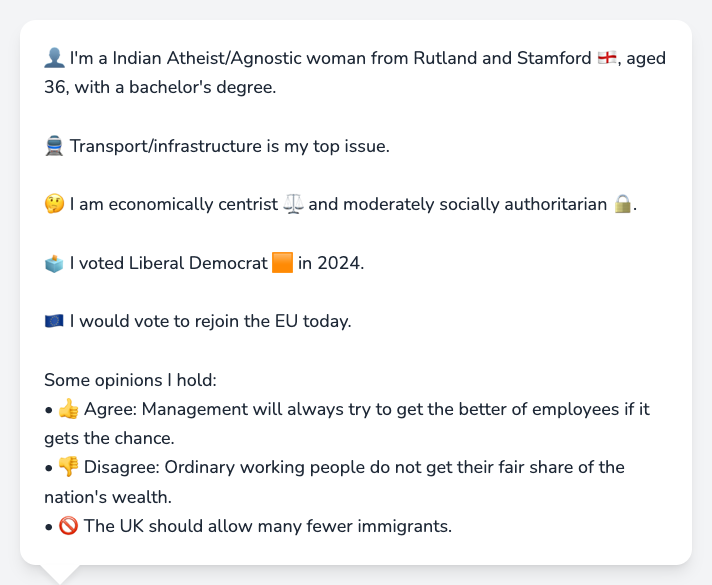 👤 I'm a Indian Atheist/Agnostic woman from Rutland and Stamford 🏴󠁧󠁢󠁥󠁮󠁧󠁿, aged
36, with a bachelor's degree.
🚆 Transport/infrastructure is my top issue.
🤔 I am economically centrist ⚖️ and moderately socially authoritarian 🔒.
🗳️ I voted Liberal Democrat 🟧 in 2024.
🇪🇺 I would vote to rejoin the EU today.
Some opinions I hold:
• 👍 Agree: Management will always try to get the better of employees if it
gets the chance.
• 👎 Disagree: Ordinary working people do not get their fair share of the
nation's wealth.
• 🚫 The UK should allow many fewer immigrants.